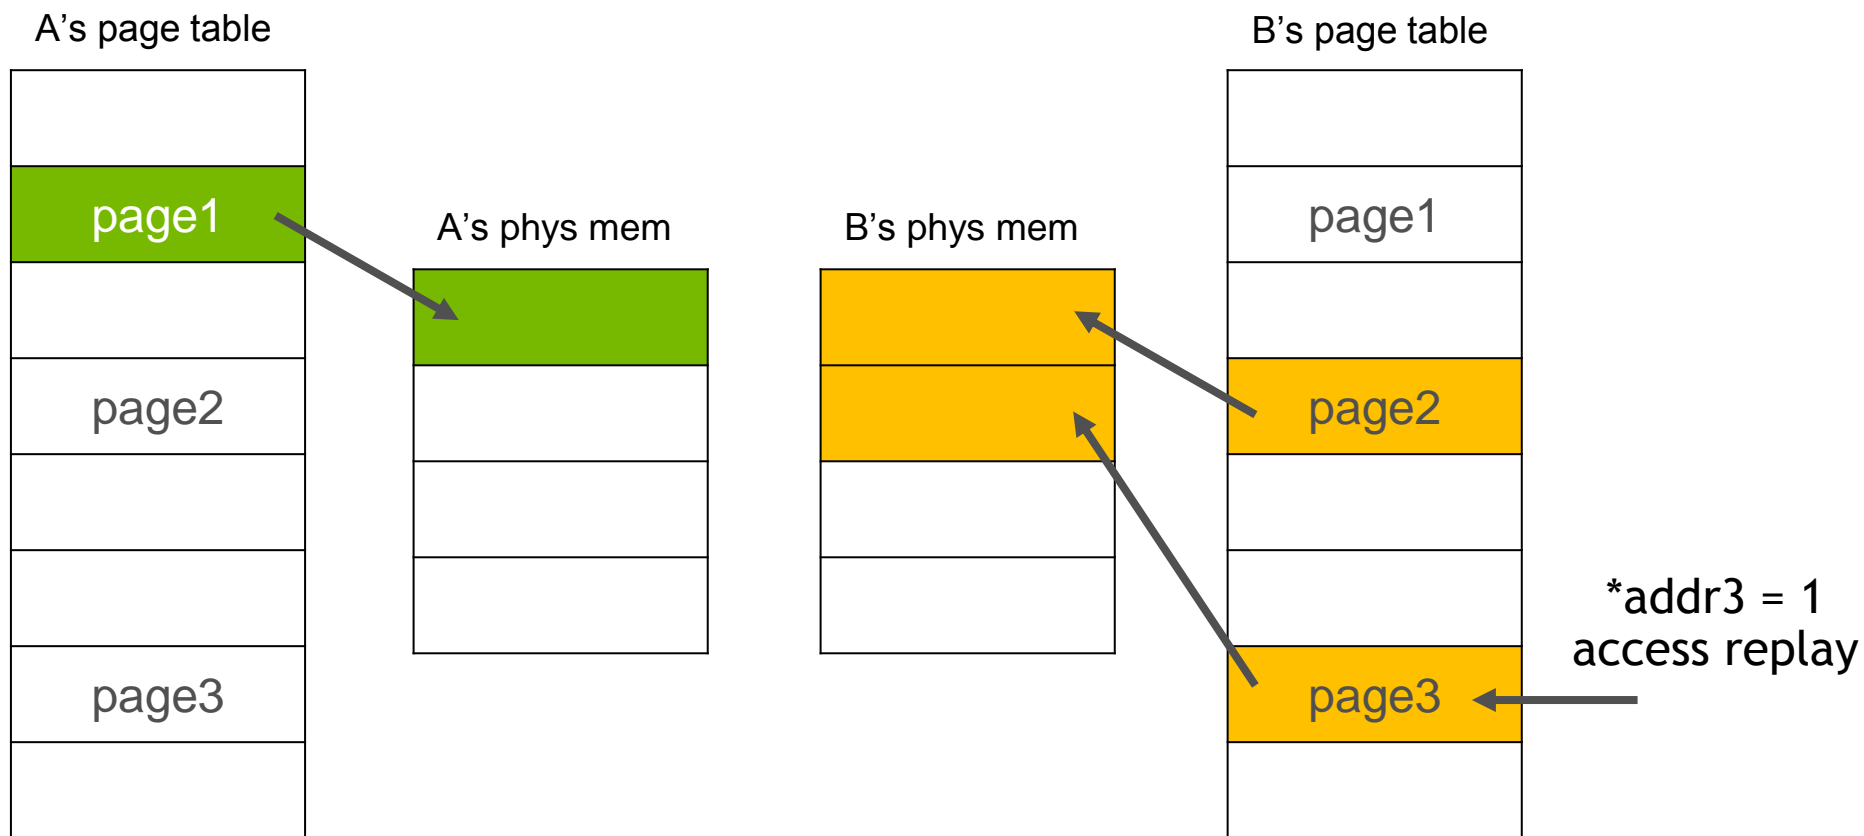 A’s page table
page1
page2
page3
A’s phys mem
B’s phys mem
B’s page table
page1
page2
page3
*addr3 = 1
access replay